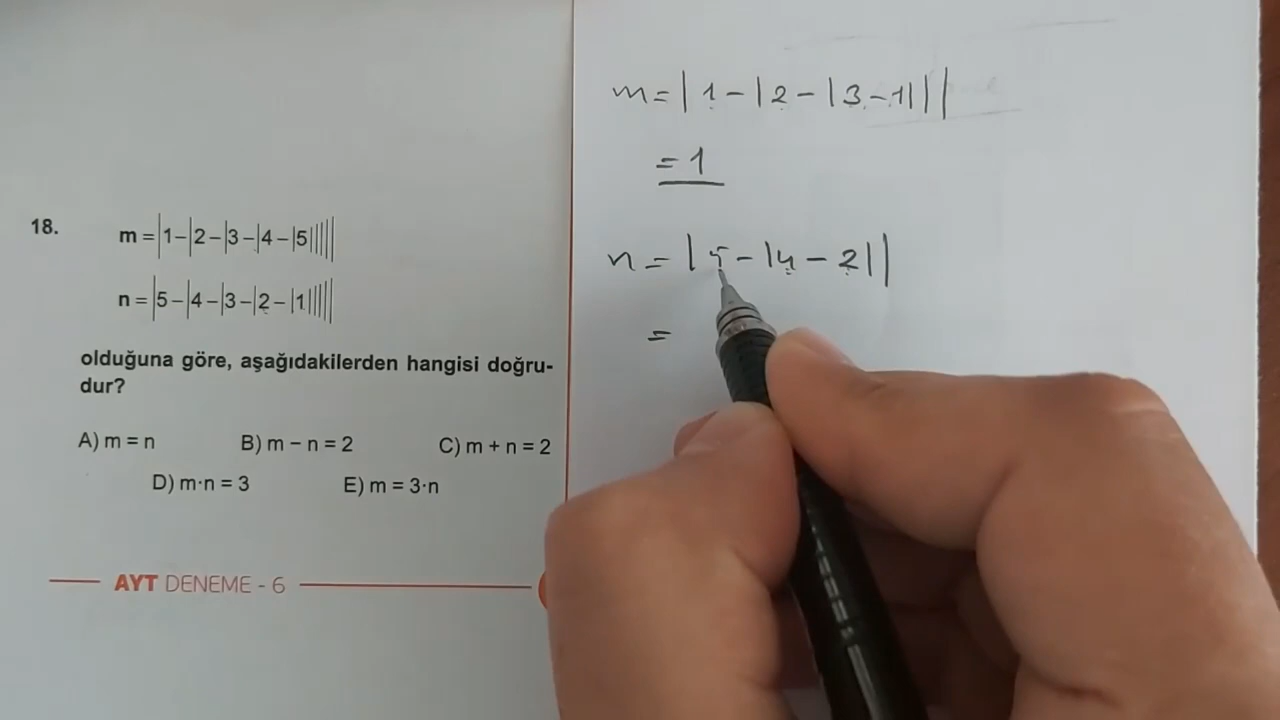 18.
m = |1–|2–|3–|4–|5|||||
n = |5–|4–|3–|2–|1|||||
olduğuna göre, aşağıdakilerden hangisi doğru-
dur?
A) m = n B) m – n = 2 C) m + n = 2
D) m·n = 3 E) m = 3·n
AYT DENEME - 6
m = | 1 – | 2 – | 3 – 1 | | |
= 1
n = | 5 – | 4 – 2 | |
=